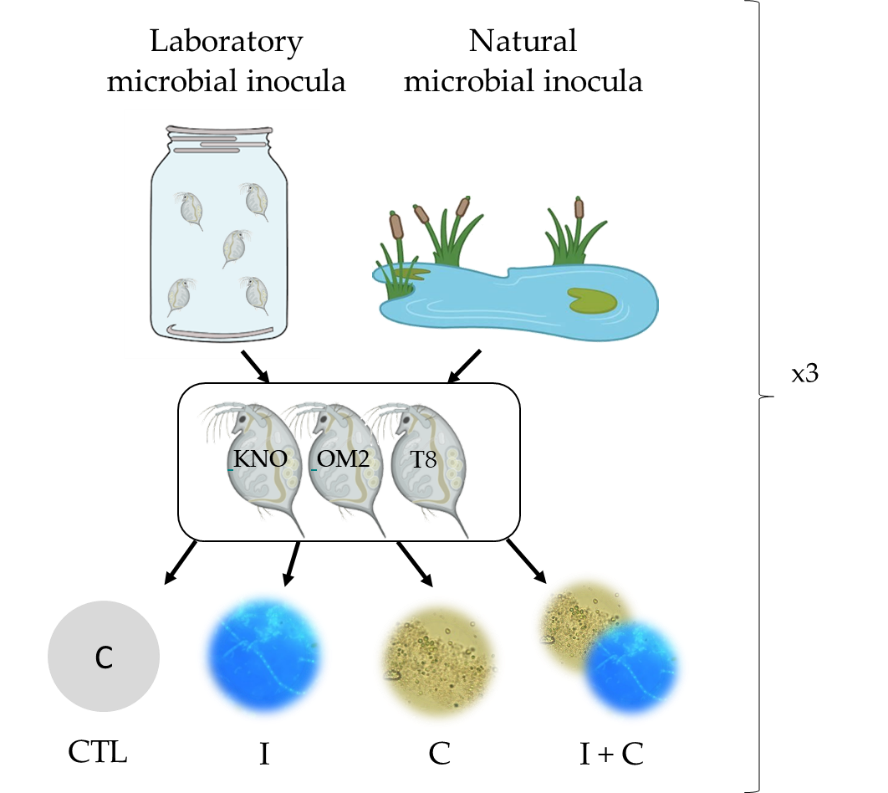 Laboratory
microbial inocula
Natural
microbial inocula
x3
KNO
OM2
T8
C
CTL
I
C
I + C